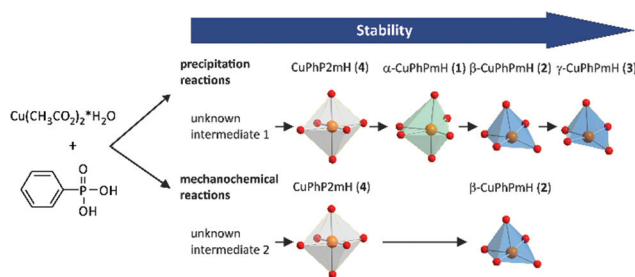 Stability
precipitation
reactions
CuPhP2mH (4)
α-CuPhPmH (1)
β-CuPhPmH (2)
γ-CuPhPmH (3)
Cu(CH3CO2)2*H2O
+
O
P
OH
OH
unknown
intermediate 1
mechanochemical
reactions
CuPhP2mH (4)
β-CuPhPmH (2)
unknown
intermediate 2